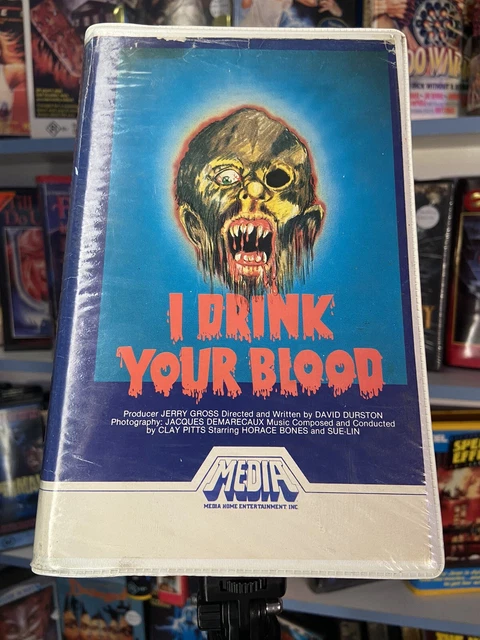 I DRINK
YOUR BLOOD
Producer JERRY GROSS Directed and Written by DAVID DURSTON
Photography: JACQUES DEMARECAUX Music Composed and Conducted
by CLAY PITTS Starring HORACE BONES and SUE-LIN
MEDIA
MEDIA HOME ENTERTAINMENT INC